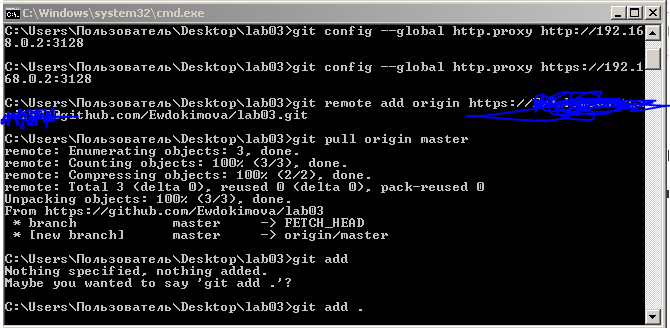 C:\Windows\system32\cmd.exe
C:\Users\Пользователь\Desktop\lab03>git config --global http.proxy http://192.16
8.0.2:3128
C:\Users\Пользователь\Desktop\lab03>git config --global http.proxy https://192.1
68.0.2:3128
C:\Users\Пользователь\Desktop\lab03>git remote add origin https://
@github.com/Ewdokimova/lab03.git
C:\Users\Пользователь\Desktop\lab03>git pull origin master
remote: Enumerating objects: 3, done.
remote: Counting objects: 100% (3/3), done.
remote: Compressing objects: 100% (2/2), done.
remote: Total 3 (delta 0), reused 0 (delta 0), pack-reused 0
Unpacking objects: 100% (3/3), done.
From https://github.com/Ewdokimova/lab03
 * branch            master     -> FETCH_HEAD
 * [new branch]      master     -> origin/master
C:\Users\Пользователь\Desktop\lab03>git add
Nothing specified, nothing added.
Maybe you wanted to say 'git add .'?
C:\Users\Пользователь\Desktop\lab03>git add .